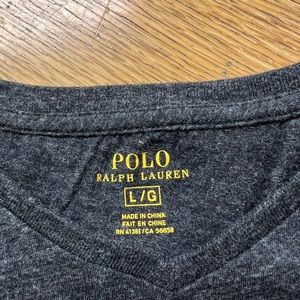 POLO
RALPH LAUREN
L/G
MADE IN CHINA
FAIT EN CHINE
RN 41381/CA 56658